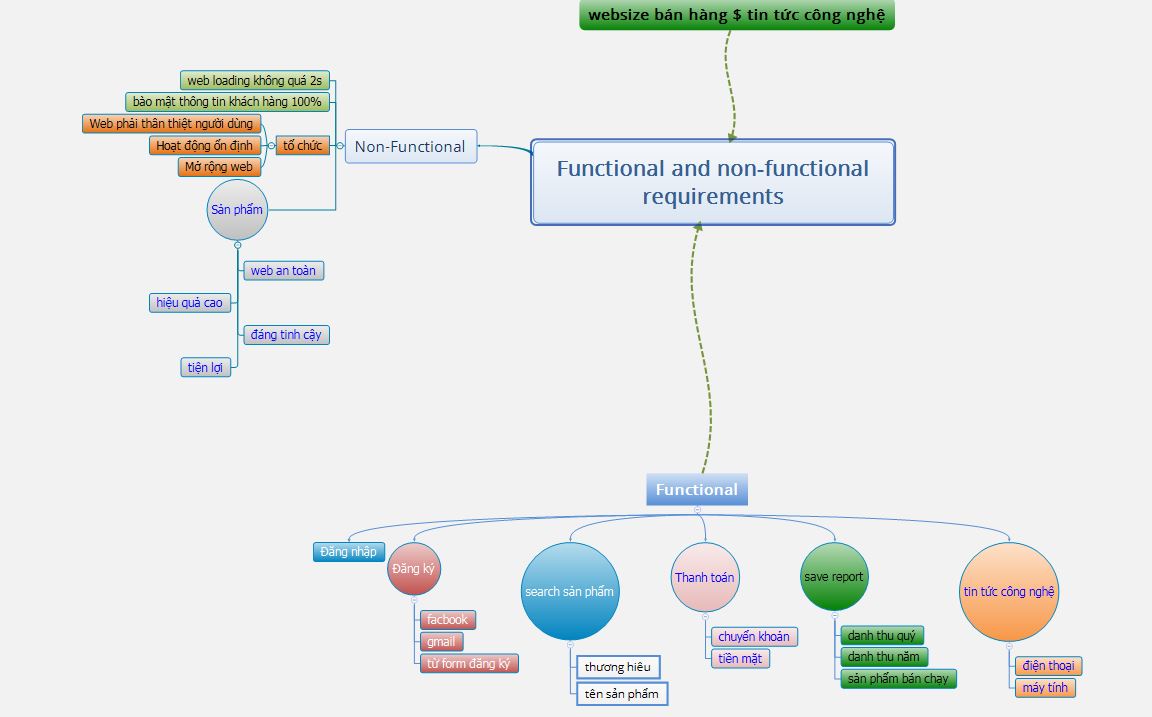 websize bán hàng $ tin tức công nghệ
web loading không quá 2s
bào mật thông tin khách hàng 100%
Web phải thân thiệt người dùng
Hoạt động ổn định
Mở rộng web
tổ chức
Non-Functional
Functional and non-functional
requirements
Sản phẩm
web an toàn
hiệu quả cao
đáng tinh cậy
tiện lợi
Functional
Đăng nhập
Đăng ký
search sản phẩm
Thanh toán
save report
tin tức công nghệ
facbook
gmail
từ form đăng ký
thương hiêu
tên sản phẩm
chuyển khoản
tiền mặt
danh thu quý
danh thu năm
sản phẩm bán chạy
điện thoại
máy tính